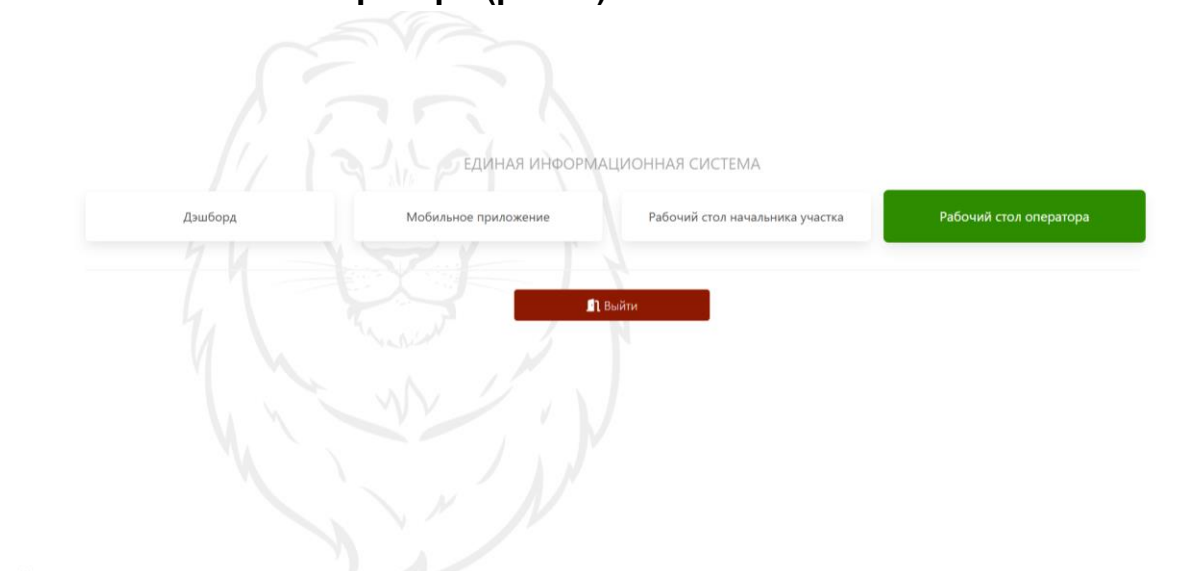 ЕДИНАЯ ИНФОРМАЦИОННАЯ СИСТЕМА
Дэшборд
Мобильное приложение
Рабочий стол начальника участка
Рабочий стол оператора
Выйти